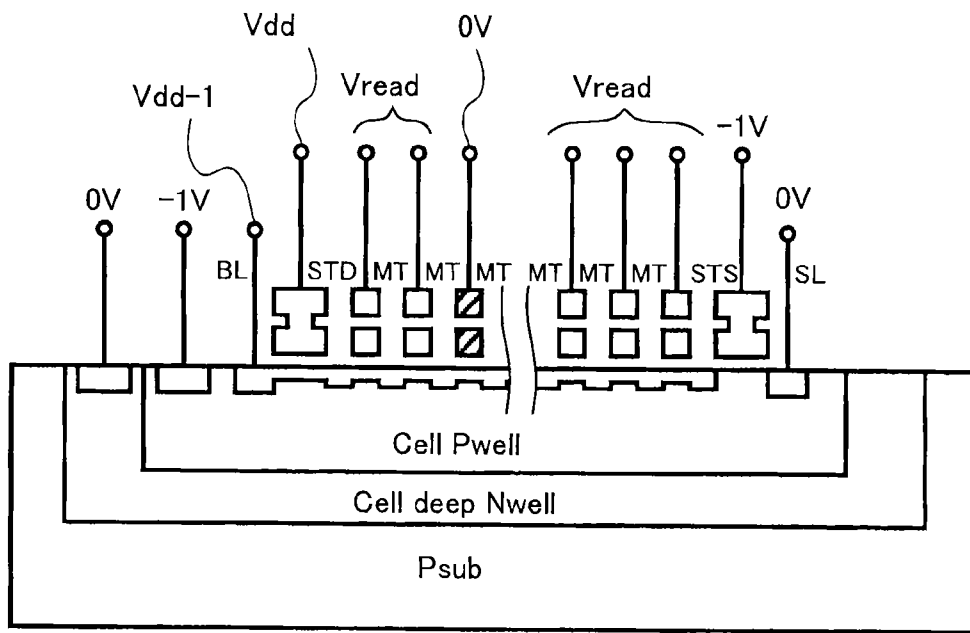 Vdd 0V
Vread Vread
Vdd-1 -1V
0V -1V 0V
BL STD MT MT MT MT MT MT STS SL
Cell Pwell
Cell deep Nwell
Psub